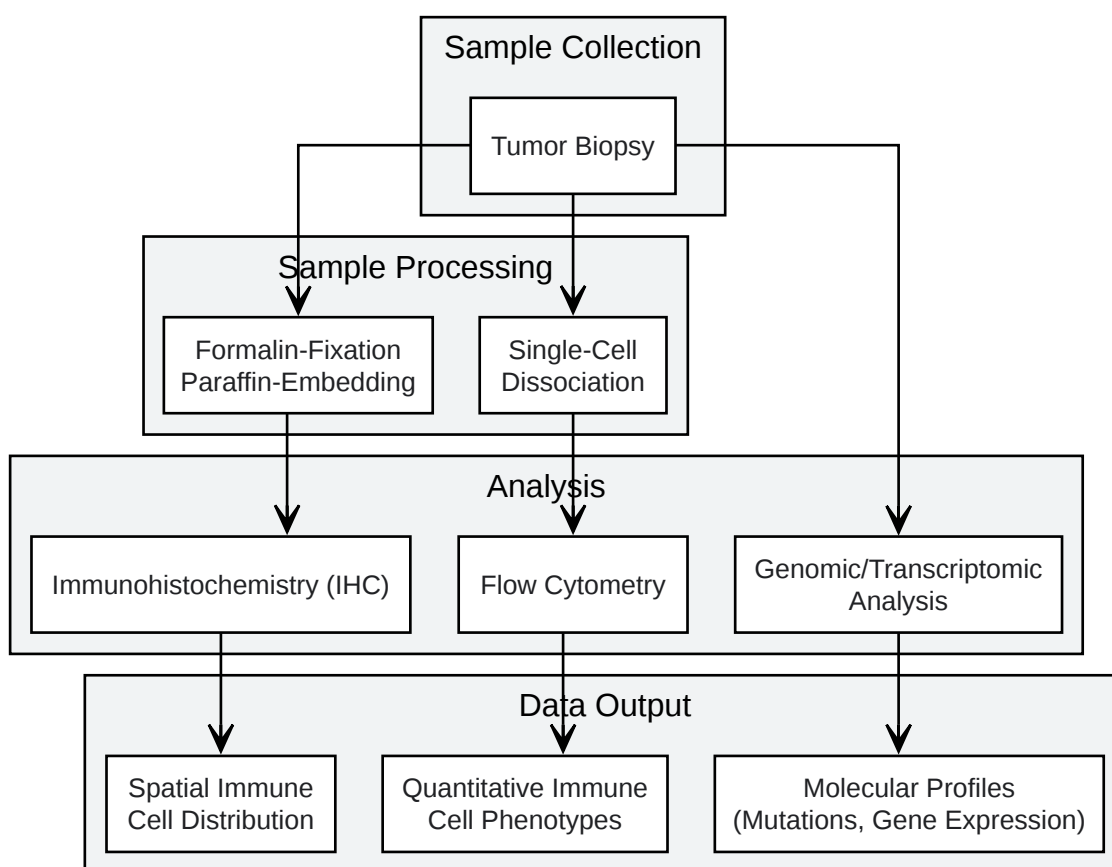 Sample Collection
Tumor Biopsy
Sample Processing
Formalin-Fixation
Paraffin-Embedding
Single-Cell
Dissociation
Analysis
Immunohistochemistry (IHC)
Flow Cytometry
Genomic/Transcriptomic
Analysis
Data Output
Spatial Immune
Cell Distribution
Quantitative Immune
Cell Phenotypes
Molecular Profiles
(Mutations, Gene Expression)